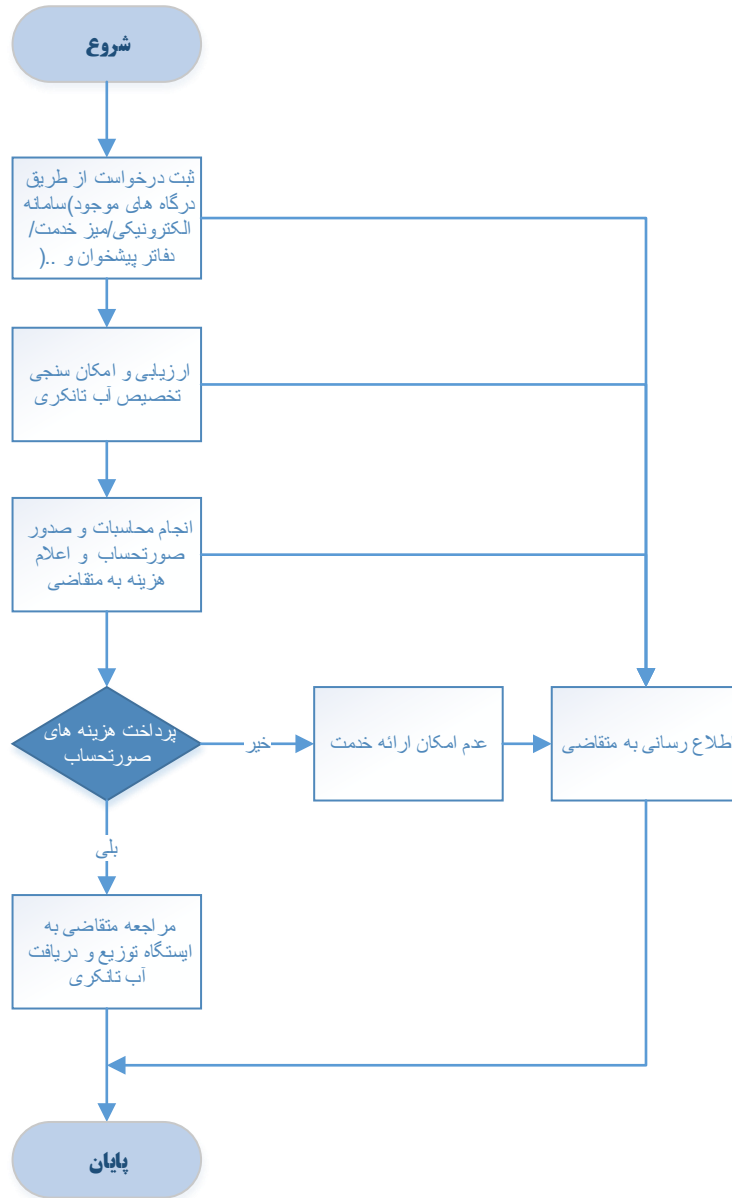 شروع
ثبت درخواست از طریق
درگاه های موجود)سامانه
الکترونیکی/میز خدمت/
دفاتر پیشخوان و ..(
ارزیابی و امکان سنجی
تخصیص آب تانکری
انجام محاسبات و صدور
صورتحساب و اعلام
هزینه به متقاضی
پرداخت هزینه های
صورتحساب
خیر
عدم امکان ارائه خدمت
اطلاع رسانی به متقاضی
بلی
مراجعه متقاضی به
ایستگاه توزیع و دریافت
آب تانکری
پایان